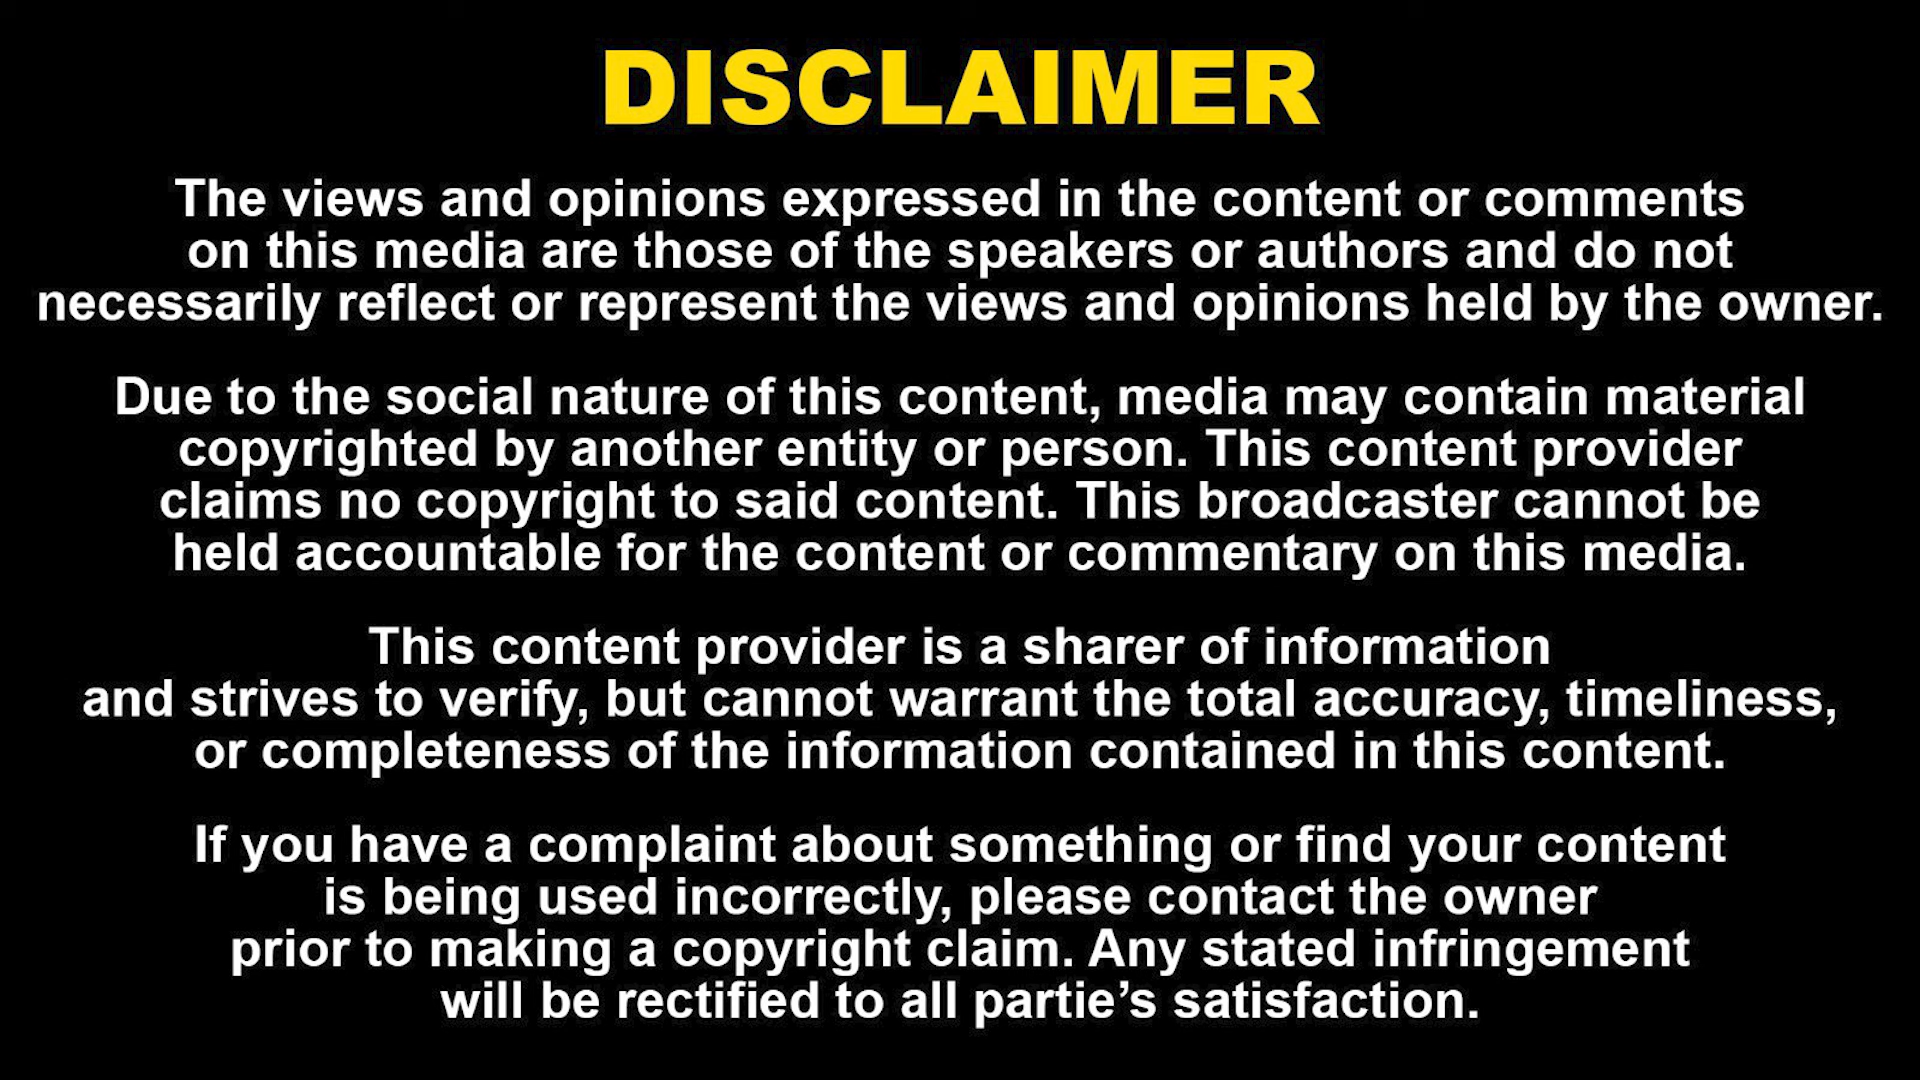 DISCLAIMER
The views and opinions expressed in the content or comments
on this media are those of the speakers or authors and do not
necessarily reflect or represent the views and opinions held by the owner.
Due to the social nature of this content, media may contain material
copyrighted by another entity or person. This content provider
claims no copyright to said content. This broadcaster cannot be
held accountable for the content or commentary on this media.
This content provider is a sharer of information
and strives to verify, but cannot warrant the total accuracy, timeliness,
or completeness of the information contained in this content.
If you have a complaint about something or find your content
is being used incorrectly, please contact the owner
prior to making a copyright claim. Any stated infringement
will be rectified to all partie’s satisfaction.